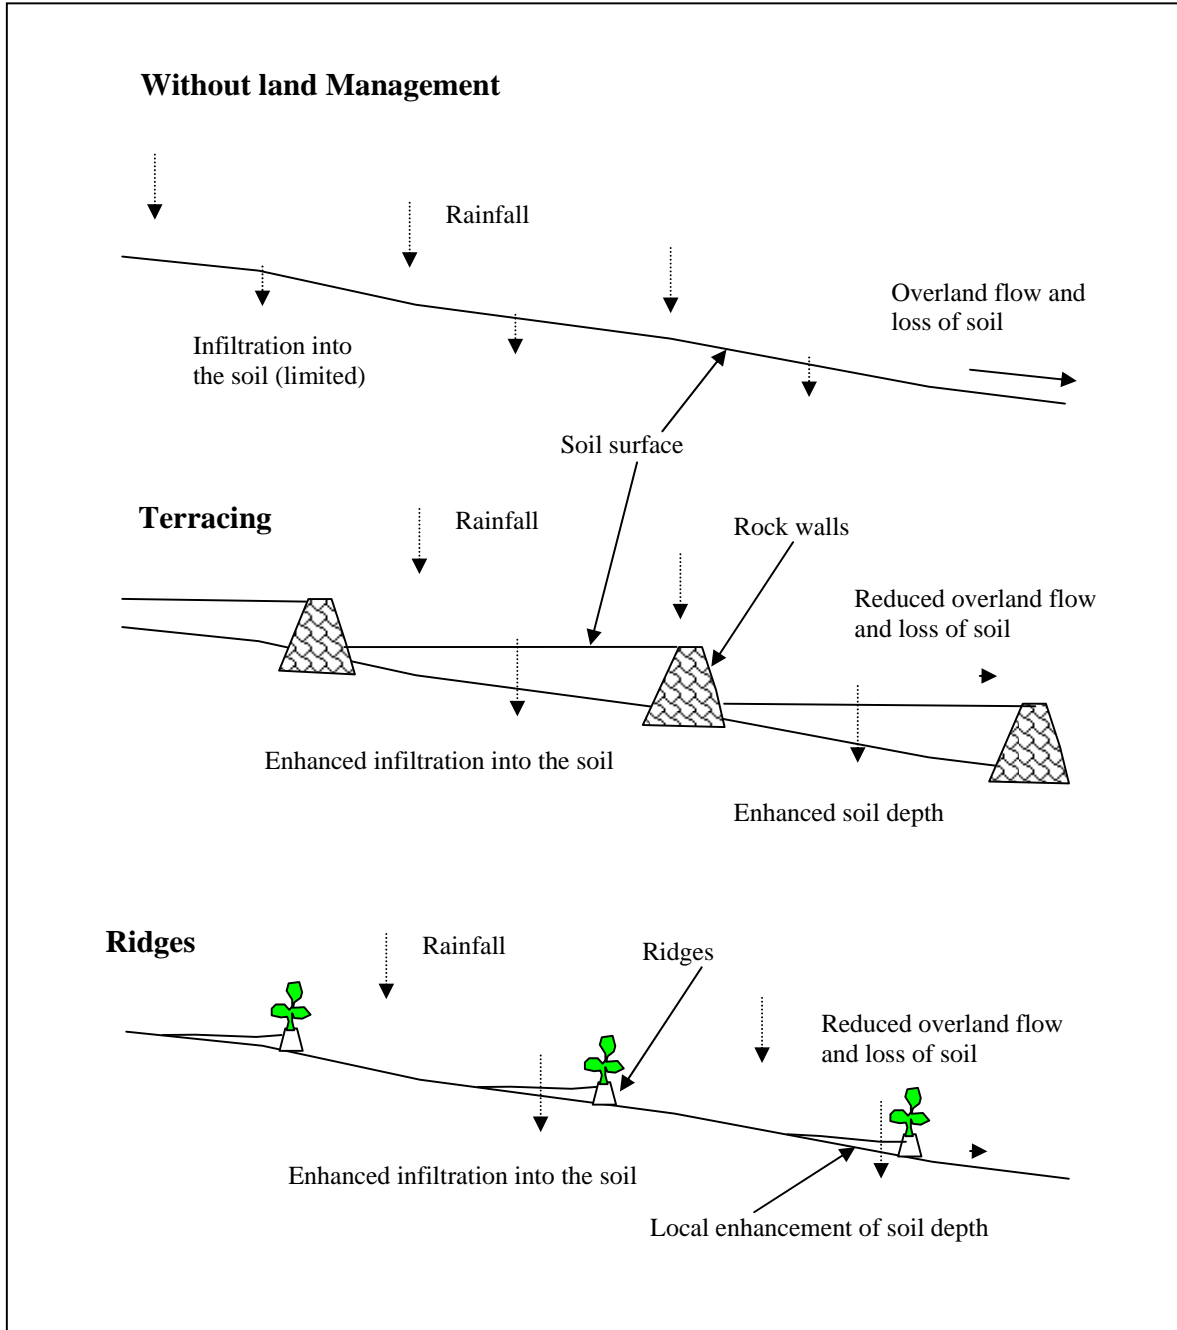 Without land Management
Rainfall
Overland flow and
loss of soil
Infiltration into
the soil (limited)
Soil surface
Terracing
Rainfall
Rock walls
Reduced overland flow
and loss of soil
Enhanced infiltration into the soil
Enhanced soil depth
Ridges
Rainfall
Ridges
Reduced overland flow
and loss of soil
Enhanced infiltration into the soil
Local enhancement of soil depth